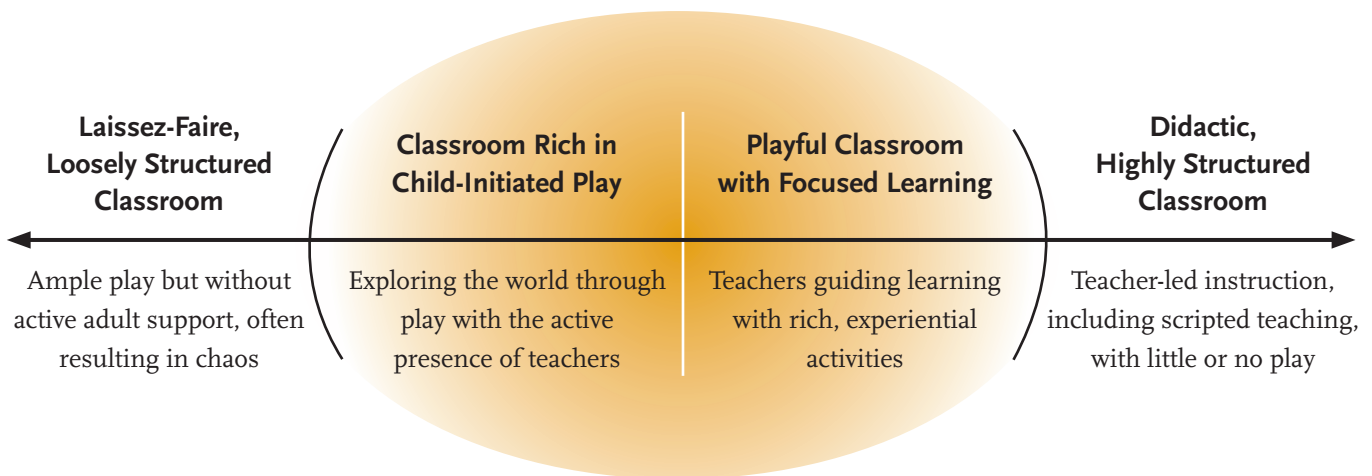 Laissez-Faire,
Loosely Structured
Classroom
Ample play but without
active adult support, often
resulting in chaos
Classroom Rich in
Child-Initiated Play
Exploring the world through
play with the active
presence of teachers
Playful Classroom
with Focused Learning
Teachers guiding learning
with rich, experiential
activities
Didactic,
Highly Structured
Classroom
Teacher-led instruction,
including scripted teaching,
with little or no play